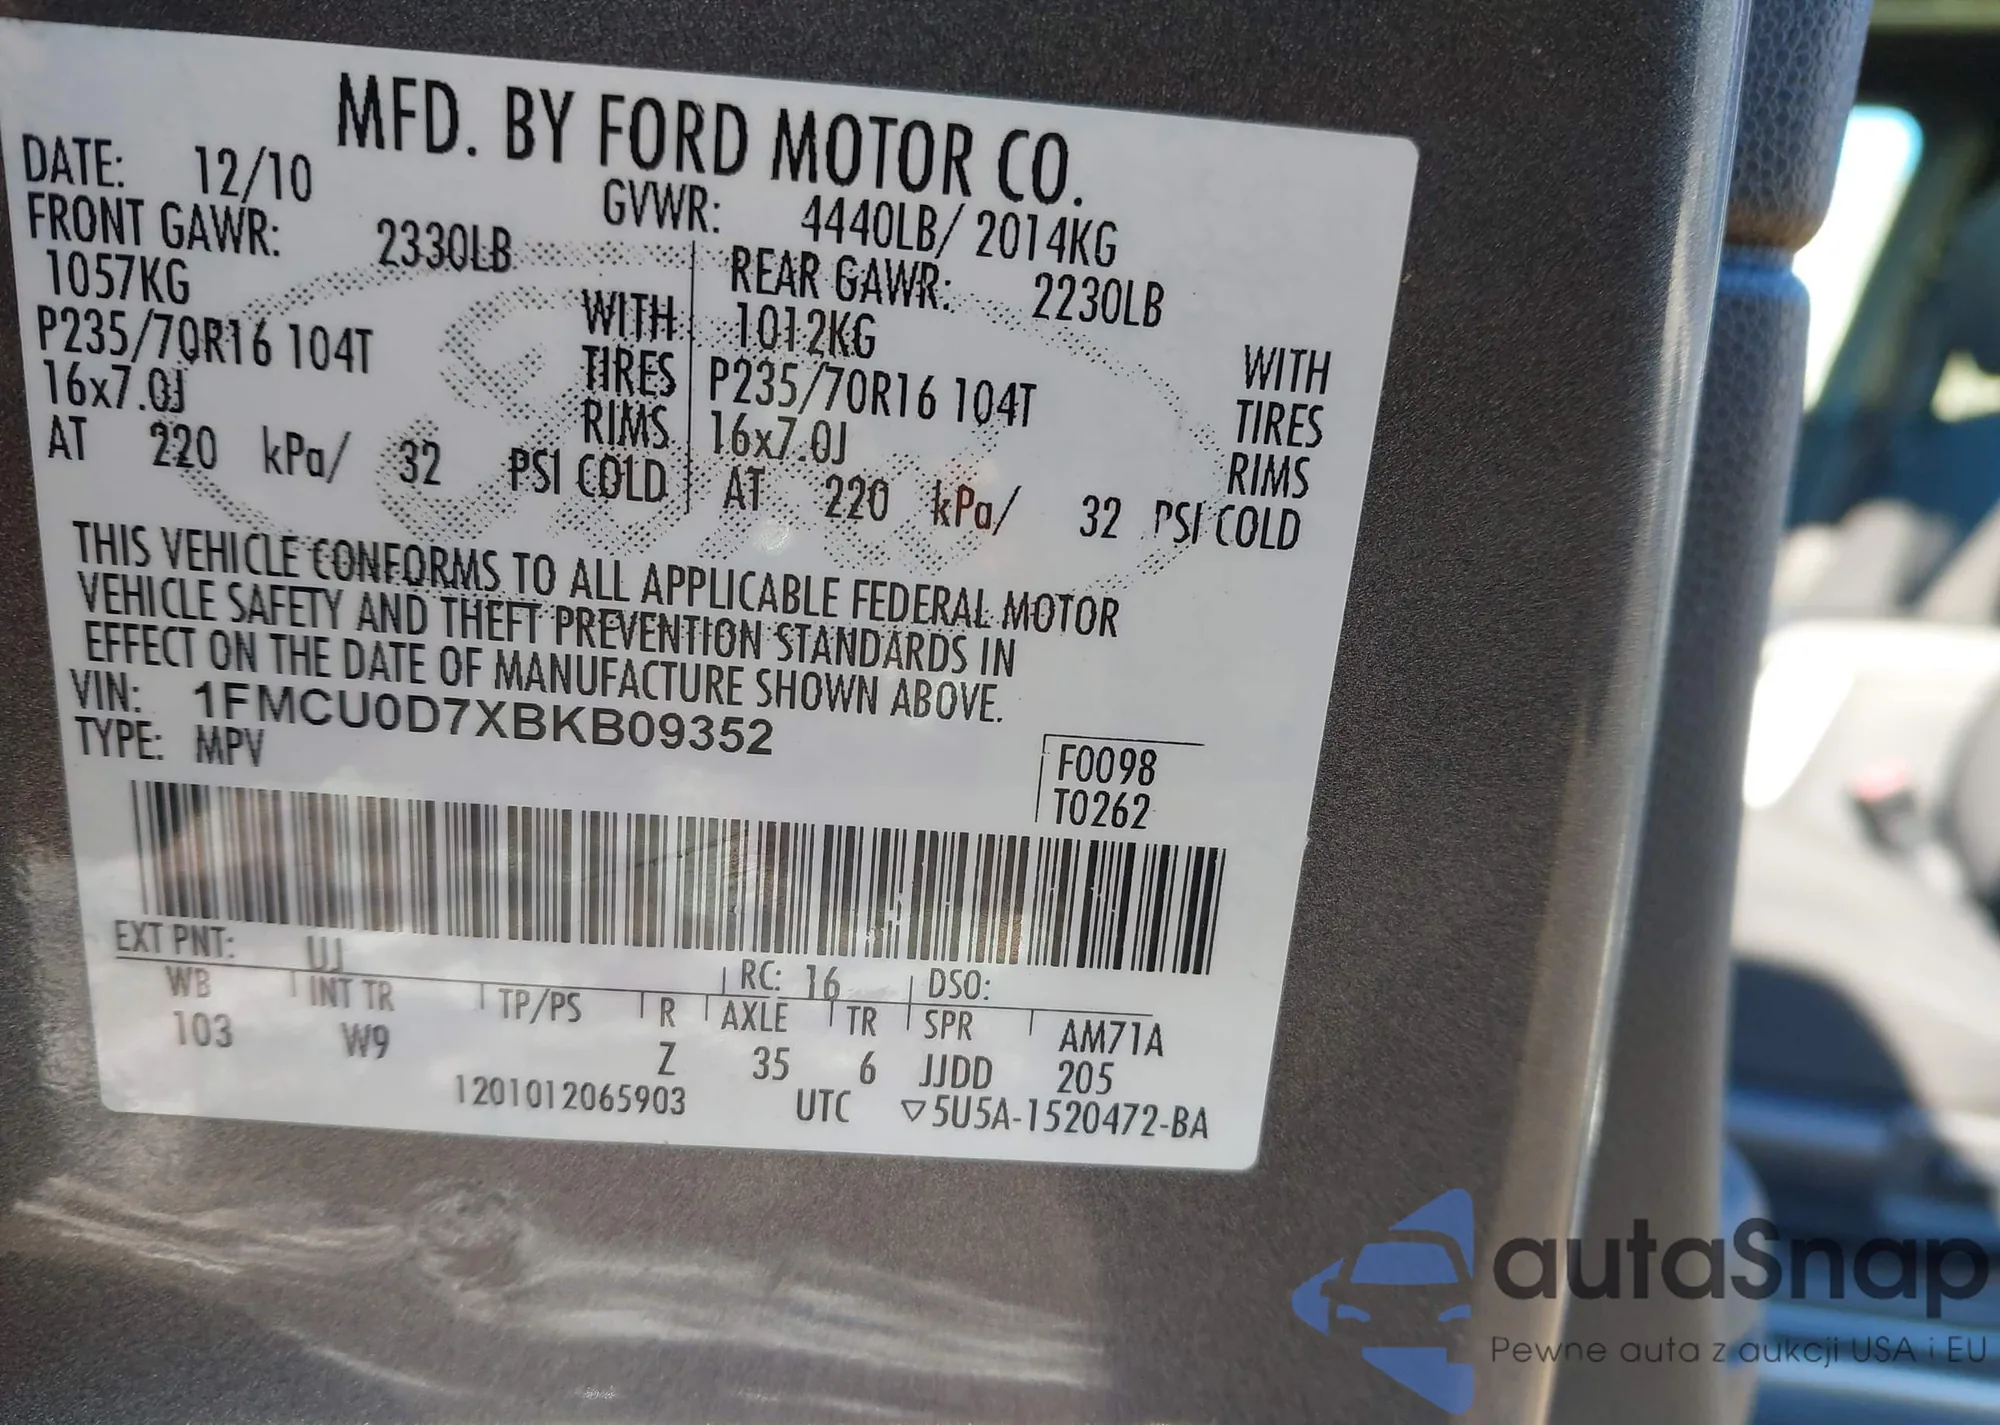 MFD. BY FORD MOTOR CO.
DATE: 12/10 GVWR: 4440LB/ 2014KG
FRONT GAWR: 2330LB REAR GAWR: 2230LB
1057KG WITH 1012KG WITH
P235/70R16 104T TIRES P235/70R16 104T TIRES
16x7.0J RIMS 16x7.0J RIMS
AT 220 kPa/ 32 PSI COLD AT 220 kPa/ 32 PSI COLD
THIS VEHICLE CONFORMS TO ALL APPLICABLE FEDERAL MOTOR
VEHICLE SAFETY AND THEFT PREVENTION STANDARDS IN
EFFECT ON THE DATE OF MANUFACTURE SHOWN ABOVE.
VIN: 1FMCU0D7XBKB09352
TYPE: MPV
F0098
T0262
EXT PNT: UJ RC: 16 DSO:
WB INT TR TP/PS R AXLE TR SPR AM71A
103 W9 Z 35 6 JJDD 205
1201012065903 UTC ▽5U5A-1520472-BA
autaSnap
Pewne auta z aukcji USA i EU